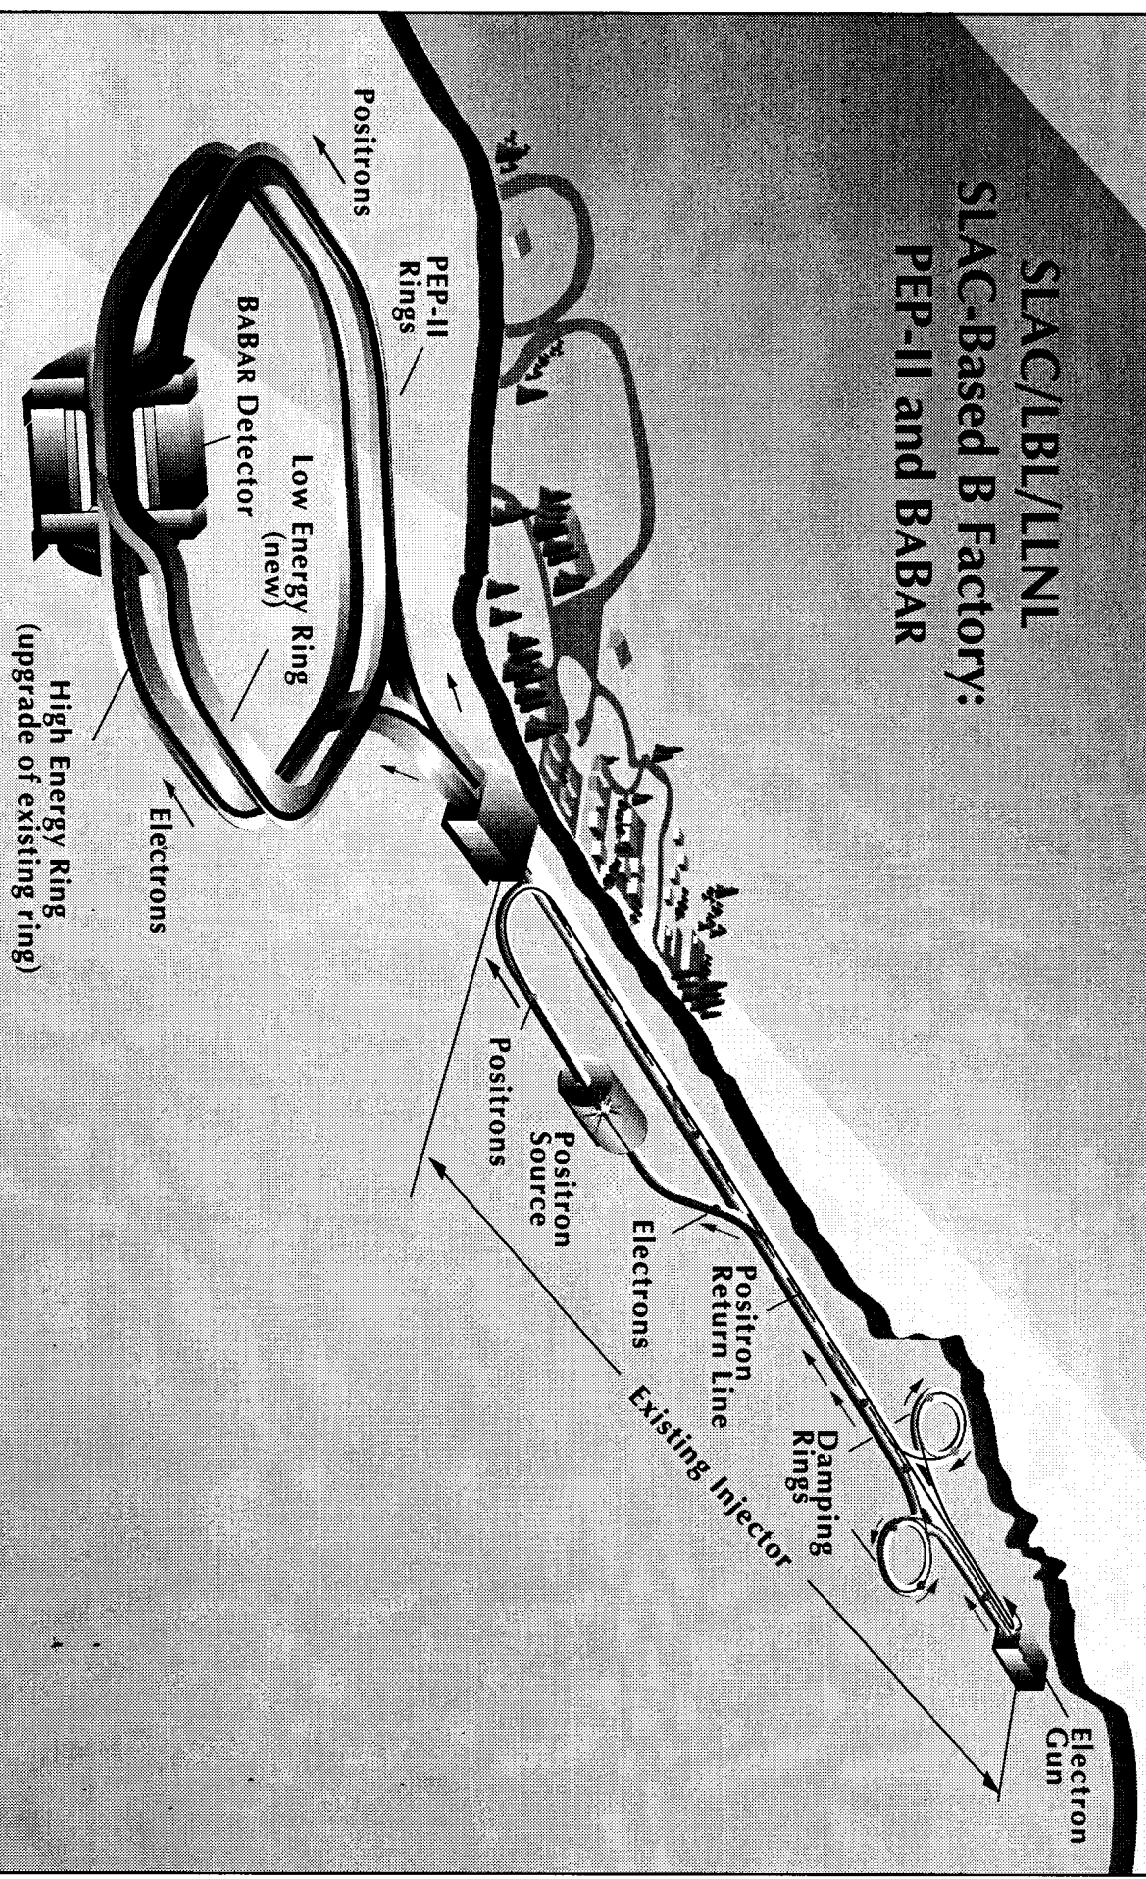 SLAC/LBL/LLNL
SLAC-Based B Factory:
PEP-II and BABAR
Electron
Gun
Damping
Rings
Positron
Return Line
Existing Injector
Electrons
Positron
Source
Positrons
PEP-II
Rings
Positrons
Low Energy Ring
(new)
BABAR Detector
Electrons
High Energy Ring
(upgrade of existing ring)